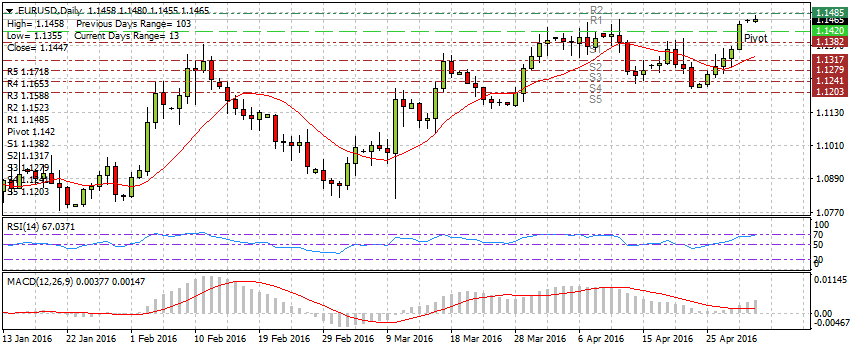 EURUSD,Daily 1.1458 1.1480 1.1455 1.1465
High= 1.1458 Previous Days Range= 103
Low= 1.1355 Current Days Range= 13
Close= 1.1447
R5 1.1718
R4 1.1653
R3 1.1588
R2 1.1523
R1 1.1485
Pivot 1.142
S1 1.1382
S2 1.1317
S3 1.1279
S5 1.1203
R2
R1
Pivot
S1
S2
S3
S4
S5
1.1485
1.1465
1.1420
1.1382
1.1317
1.1279
1.1241
1.1203
1.1130
1.1010
1.0890
1.0770
RSI(14) 67.0371
100
70
50
20
0
MACD(12,26,9) 0.00377 0.00147
0.01145
0.00
-0.00467
13 Jan 2016 22 Jan 2016 1 Feb 2016 10 Feb 2016 19 Feb 2016 29 Feb 2016 9 Mar 2016 18 Mar 2016 28 Mar 2016 6 Apr 2016 15 Apr 2016 25 Apr 2016